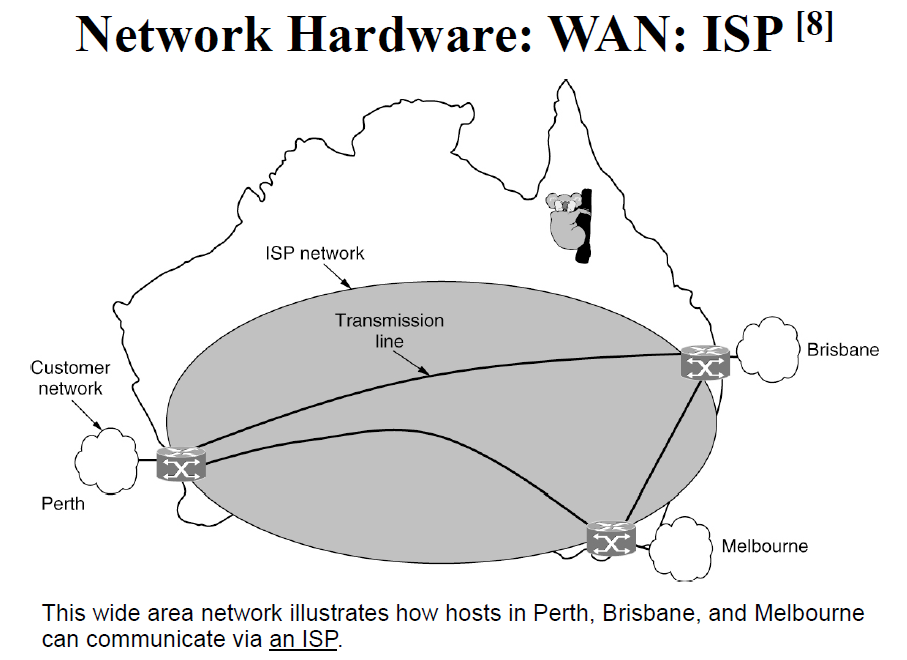 Network Hardware: WAN: ISP [8]
ISP network
Transmission
line
Brisbane
Customer
network
Perth
Melbourne
This wide area network illustrates how hosts in Perth, Brisbane, and Melbourne
can communicate via an ISP.